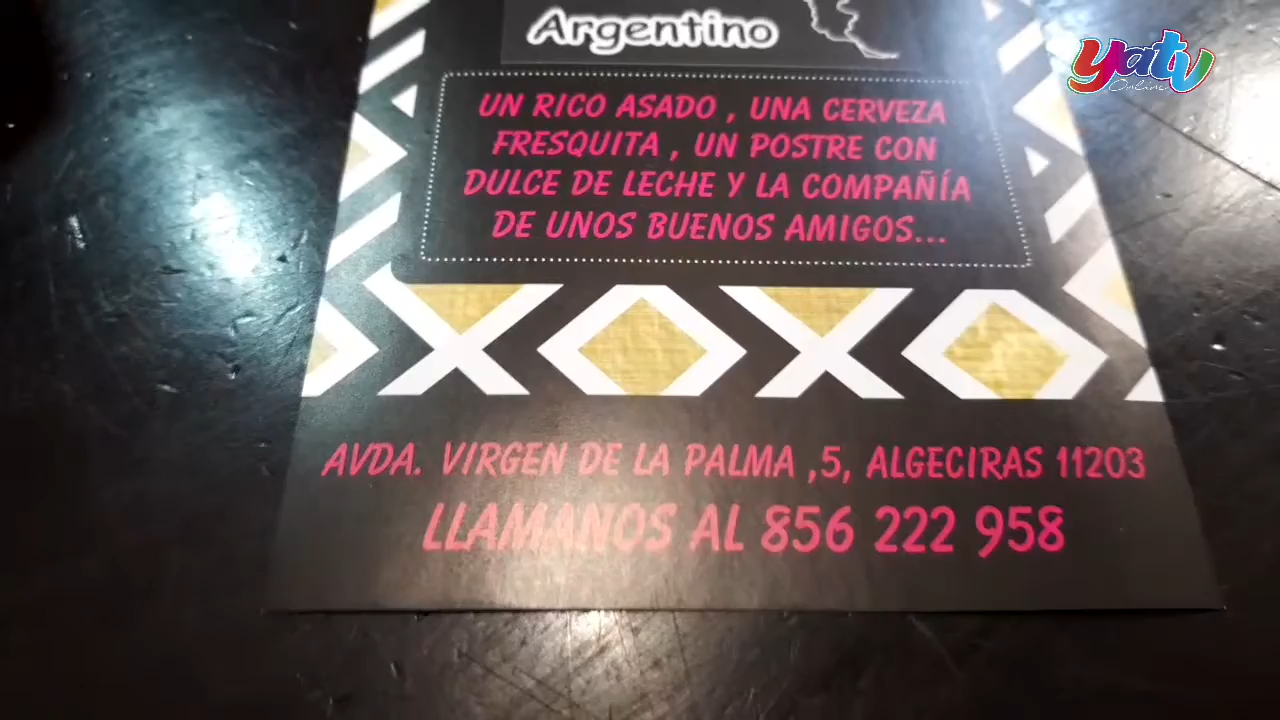 Argentino
yatv
Online
UN RICO ASADO , UNA CERVEZA
FRESQUITA , UN POSTRE CON
DULCE DE LECHE Y LA COMPAÑÍA
DE UNOS BUENOS AMIGOS...
AVDA. VIRGEN DE LA PALMA ,5, ALGECIRAS 11203
LLAMANOS AL 856 222 958